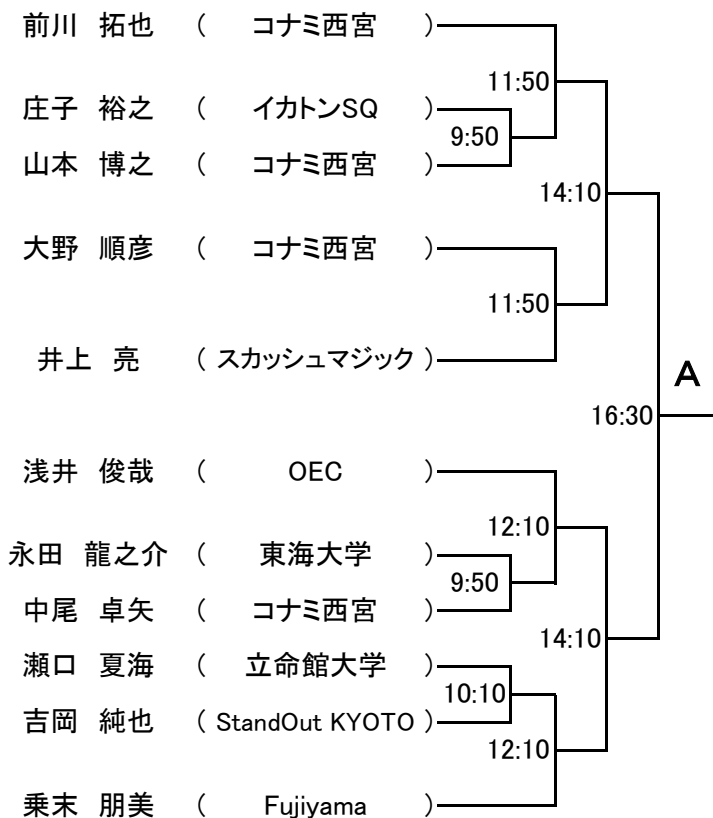 前川 拓也 ( コナミ西宮 )
11:50
庄子 裕之 ( イカトンSQ )
9:50
山本 博之 ( コナミ西宮 )
14:10
大野 順彦 ( コナミ西宮 )
11:50
井上 亮 ( スカッシュマジック )
A
16:30
浅井 俊哉 ( OEC )
12:10
永田 龍之介 ( 東海大学 )
9:50
中尾 卓矢 ( コナミ西宮 )
14:10
瀬口 夏海 ( 立命館大学 )
10:10
吉岡 純也 ( StandOut KYOTO )
12:10
乗末 朋美 ( Fujiyama )